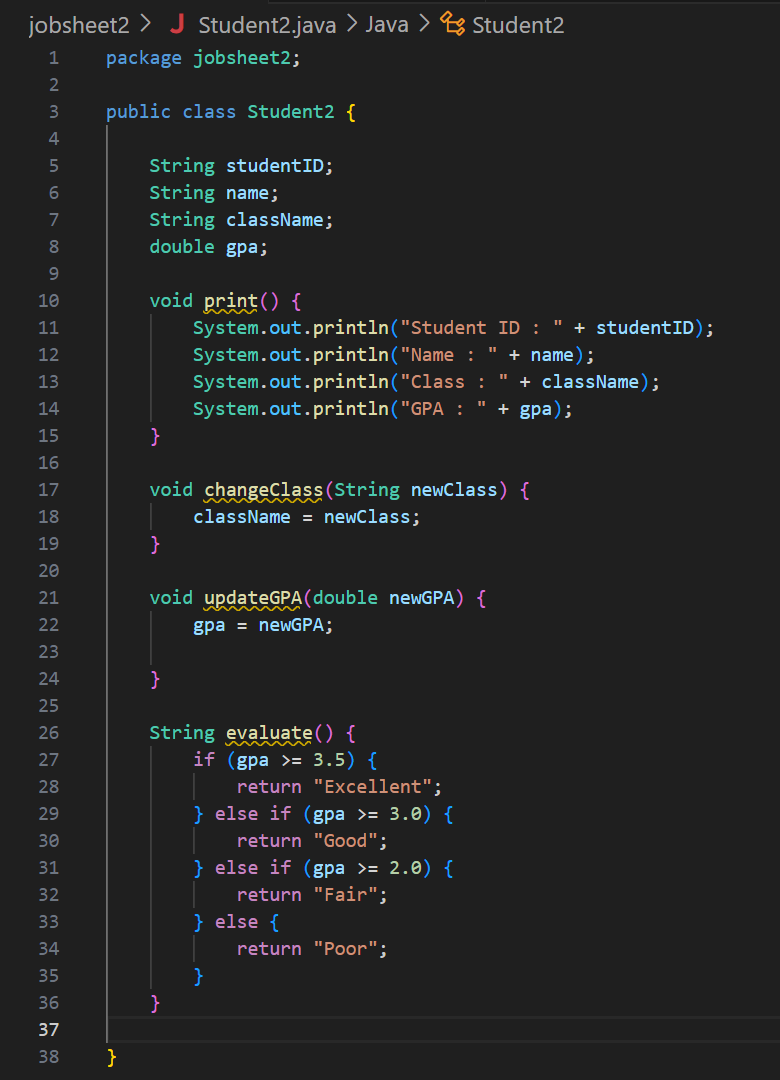 jobsheet2 > J Student2.java > Java > Student2
1 package jobsheet2;
2
3 public class Student2 {
4
5     String studentID;
6     String name;
7     String className;
8     double gpa;
9
10     void print() {
11         System.out.println("Student ID : " + studentID);
12         System.out.println("Name : " + name);
13         System.out.println("Class : " + className);
14         System.out.println("GPA : " + gpa);
15     }
16
17     void changeClass(String newClass) {
18         className = newClass;
19     }
20
21     void updateGPA(double newGPA) {
22         gpa = newGPA;
23
24     }
25
26     String evaluate() {
27         if (gpa >= 3.5) {
28             return "Excellent";
29         } else if (gpa >= 3.0) {
30             return "Good";
31         } else if (gpa >= 2.0) {
32             return "Fair";
33         } else {
34             return "Poor";
35         }
36     }
37
38 }